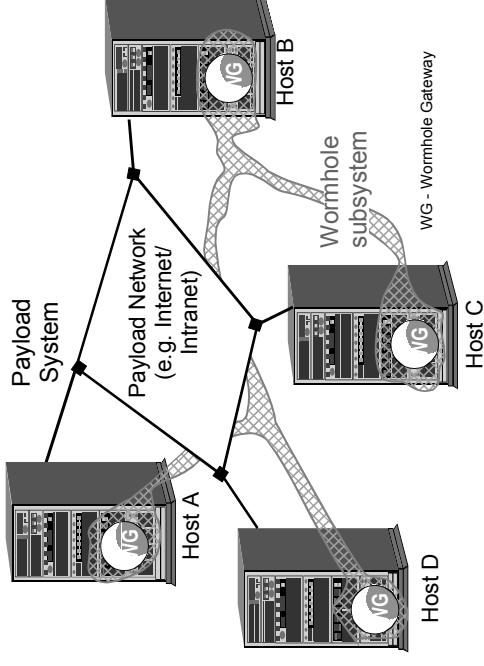 Payload
System
Payload Network
(e.g. Internet/
Intranet)
WG
Host A
WG
Host B
Wormhole
subsystem
WG
Host C
WG
Host D
WG - Wormhole Gateway